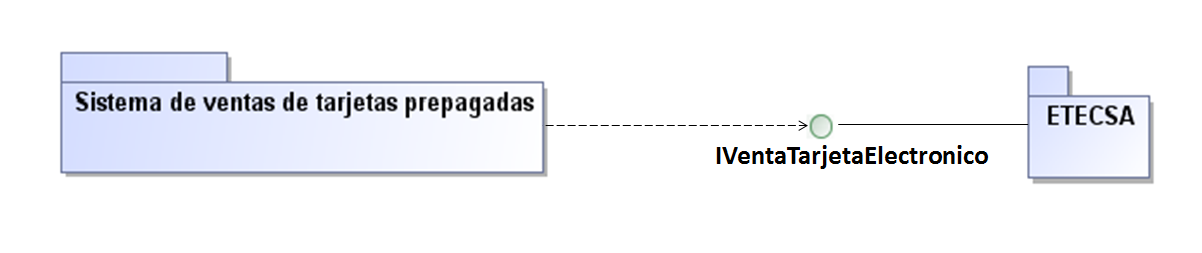 Sistema de ventas de tarjetas prepagadas
ETECSA
IVentaTarjetaElectronico